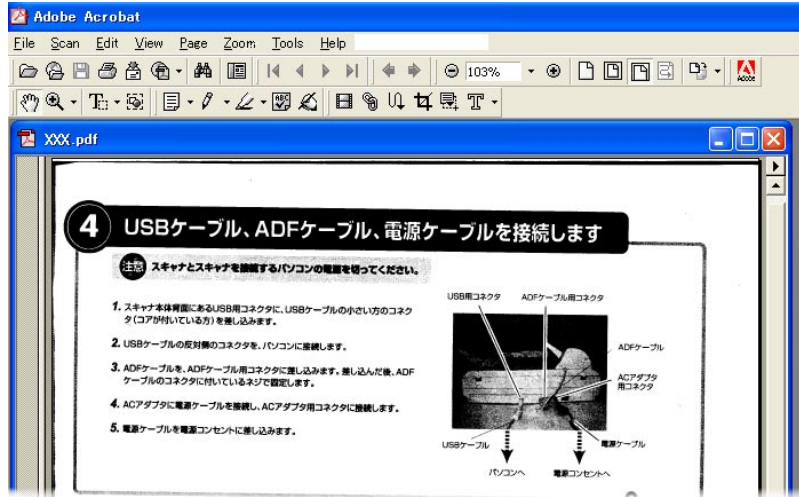 Adobe Acrobat
File Scan Edit View Page Zoom Tools Help
103%
Adobe
XXX.pdf
4 USBケーブル、ADFケーブル、電源ケーブルを接続します
注意 スキャナとスキャナを接続するパソコンの電源を切ってください。
1. スキャナ本体背面にあるUSB用コネクタに、USBケーブルの小さい方のコネク
タ(コアが付いている方)を差し込みます。
2. USBケーブルの反対側のコネクタを、パソコンに接続します。
3. ADFケーブルを、ADFケーブル用コネクタに差し込みます。差し込んだ後、ADF
ケーブルのコネクタに付いているネジで固定します。
4. ACアダプタに電源ケーブルを接続し、ACアダプタ用コネクタに接続します。
5. 電源ケーブルを電源コンセントに差し込みます。
USB用コネクタ ADFケーブル用コネクタ
ADFケーブル
ACアダプタ
用コネクタ
USBケーブル 電源ケーブル
パソコンへ 電源コンセントへ